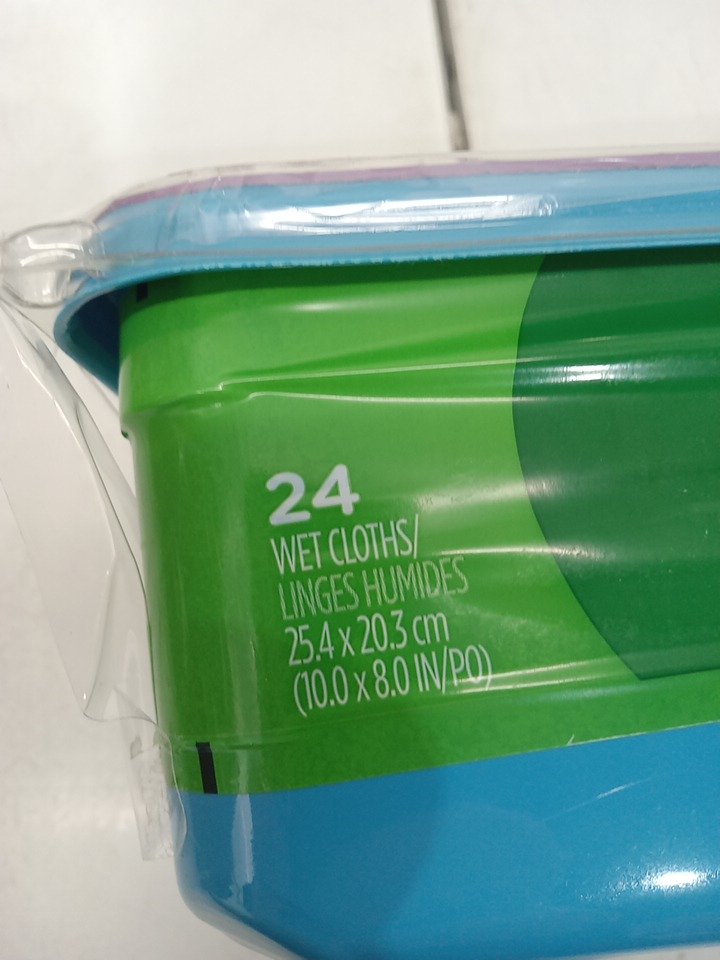 24
WET CLOTHS/
LINGES HUMIDES
25.4 x 20.3 cm
(10.0 x 8.0 IN/PO)